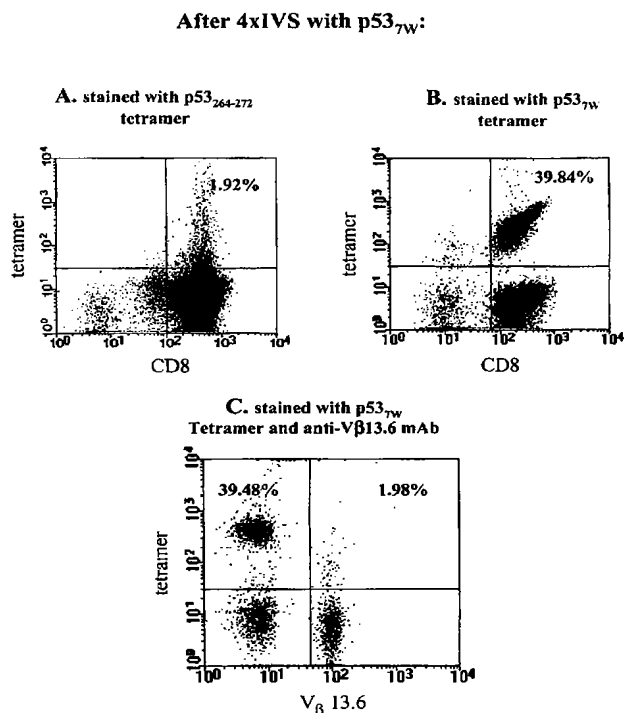 After 4xIVS with p53₇W:
A. stained with p53₂₆₄₋₂₇₂
tetramer
B. stained with p53₇W
tetramer
10⁴
10³
10²
10¹
10⁰
tetramer
1.92%
10⁰ 10¹ 10² 10³ 10⁴
CD8
10⁴
10³
10²
10¹
10⁰
tetramer
39.84%
10⁰ 10¹ 10² 10³ 10⁴
CD8
C. stained with p53₇W
Tetramer and anti-Vβ13.6 mAb
10⁴
10³
10²
10¹
10⁰
tetramer
39.48% 1.98%
10⁰ 10¹ 10² 10³ 10⁴
Vᵦ 13.6